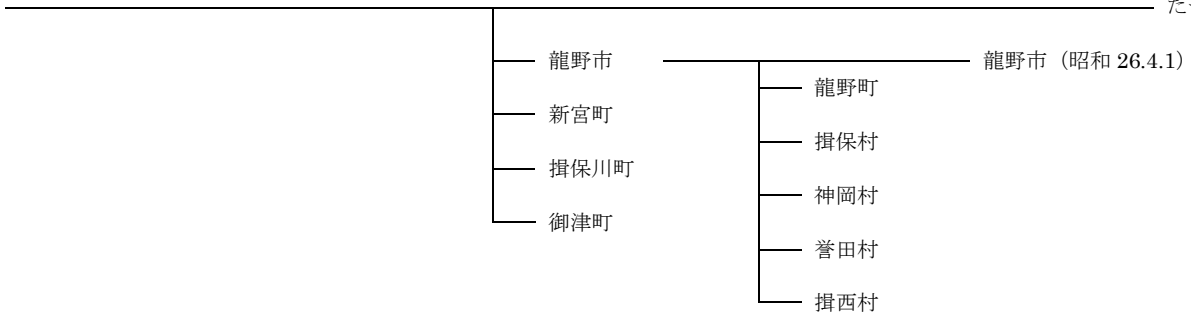 た
龍野市
龍野市（昭和 26.4.1）
龍野町
新宮町
揖保村
揖保川町
神岡村
御津町
誉田村
揖西村